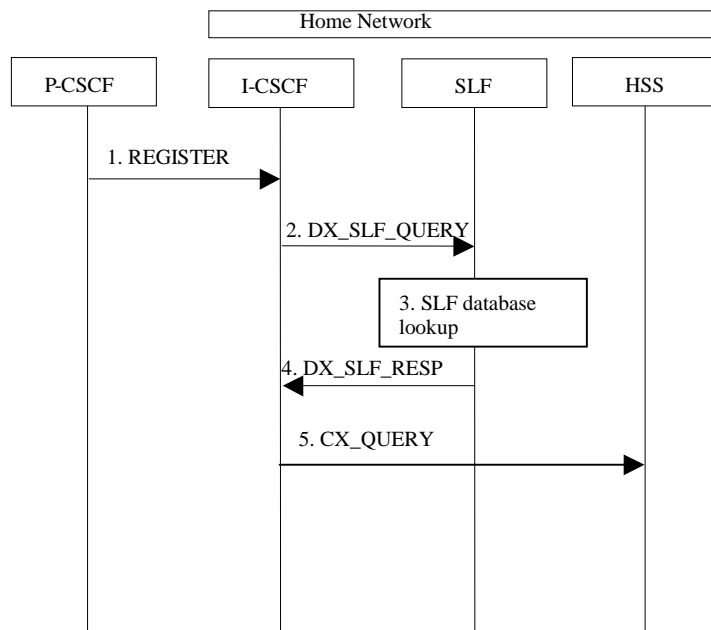 Home Network
P-CSCF
I-CSCF
SLF
HSS
1. REGISTER
2. DX_SLF_QUERY
3. SLF database
lookup
4. DX_SLF_RESP
5. CX_QUERY